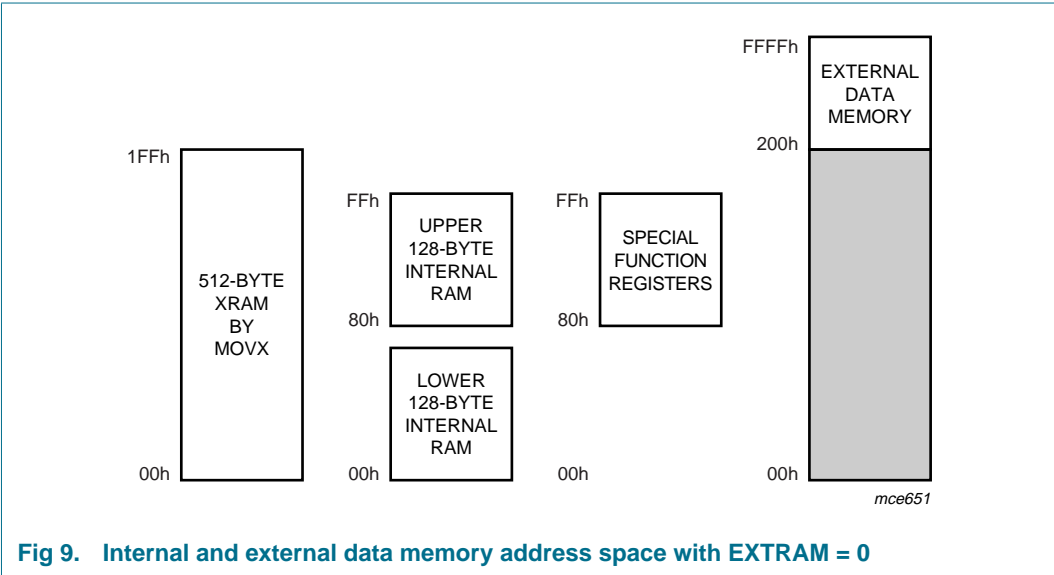 FFFFh
EXTERNAL
DATA
MEMORY
200h
1FFh
FFh
UPPER
128-BYTE
INTERNAL
RAM
FFh
SPECIAL
FUNCTION
REGISTERS
512-BYTE
XRAM
BY
MOVX
80h
80h
LOWER
128-BYTE
INTERNAL
RAM
00h
00h
00h
00h
mce651
Fig 9. Internal and external data memory address space with EXTRAM = 0